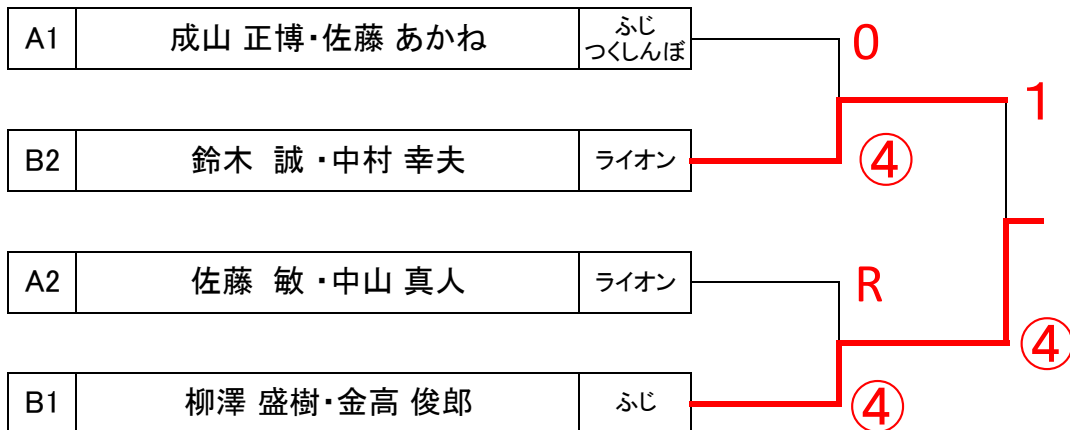 A1 成山 正博・佐藤 あかね ふじ
つくしんぼ
0
1
B2 鈴木 誠・中村 幸夫 ライオン ④
A2 佐藤 敏・中山 真人 ライオン R
④
B1 柳澤 盛樹・金高 俊郎 ふじ ④